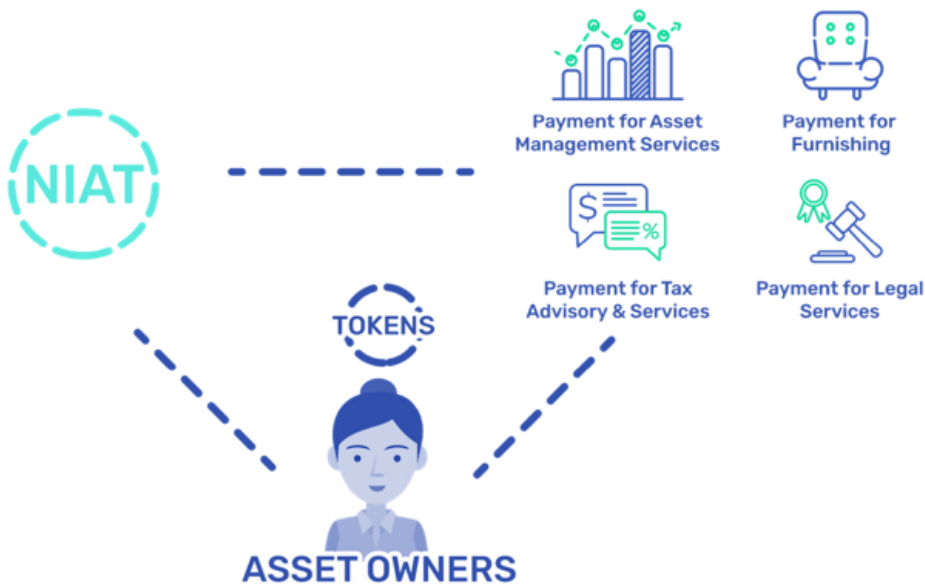 NIAT
Payment for Asset
Management Services
Payment for
Furnishing
$
%
Payment for Tax
Advisory & Services
Payment for Legal
Services
TOKENS
ASSET OWNERS